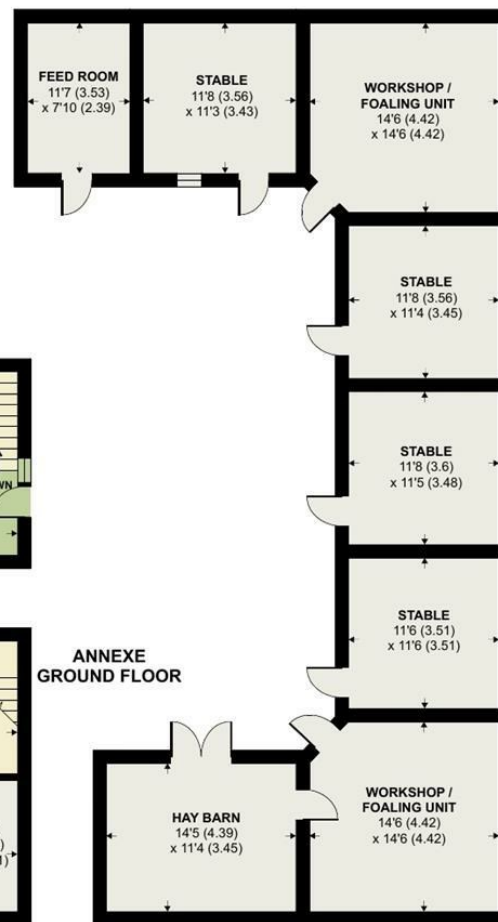 FEED ROOM
11'7 (3.53)
x 7'10 (2.39)
STABLE
11'8 (3.56)
x 11'3 (3.43)
WORKSHOP /
FOALING UNIT
14'6 (4.42)
x 14'6 (4.42)
STABLE
11'8 (3.56)
x 11'4 (3.45)
STABLE
11'8 (3.6)
x 11'5 (3.48)
STABLE
11'6 (3.51)
x 11'6 (3.51)
ANNEXE
GROUND FLOOR
HAY BARN
14'5 (4.39)
x 11'4 (3.45)
WORKSHOP /
FOALING UNIT
14'6 (4.42)
x 14'6 (4.42)